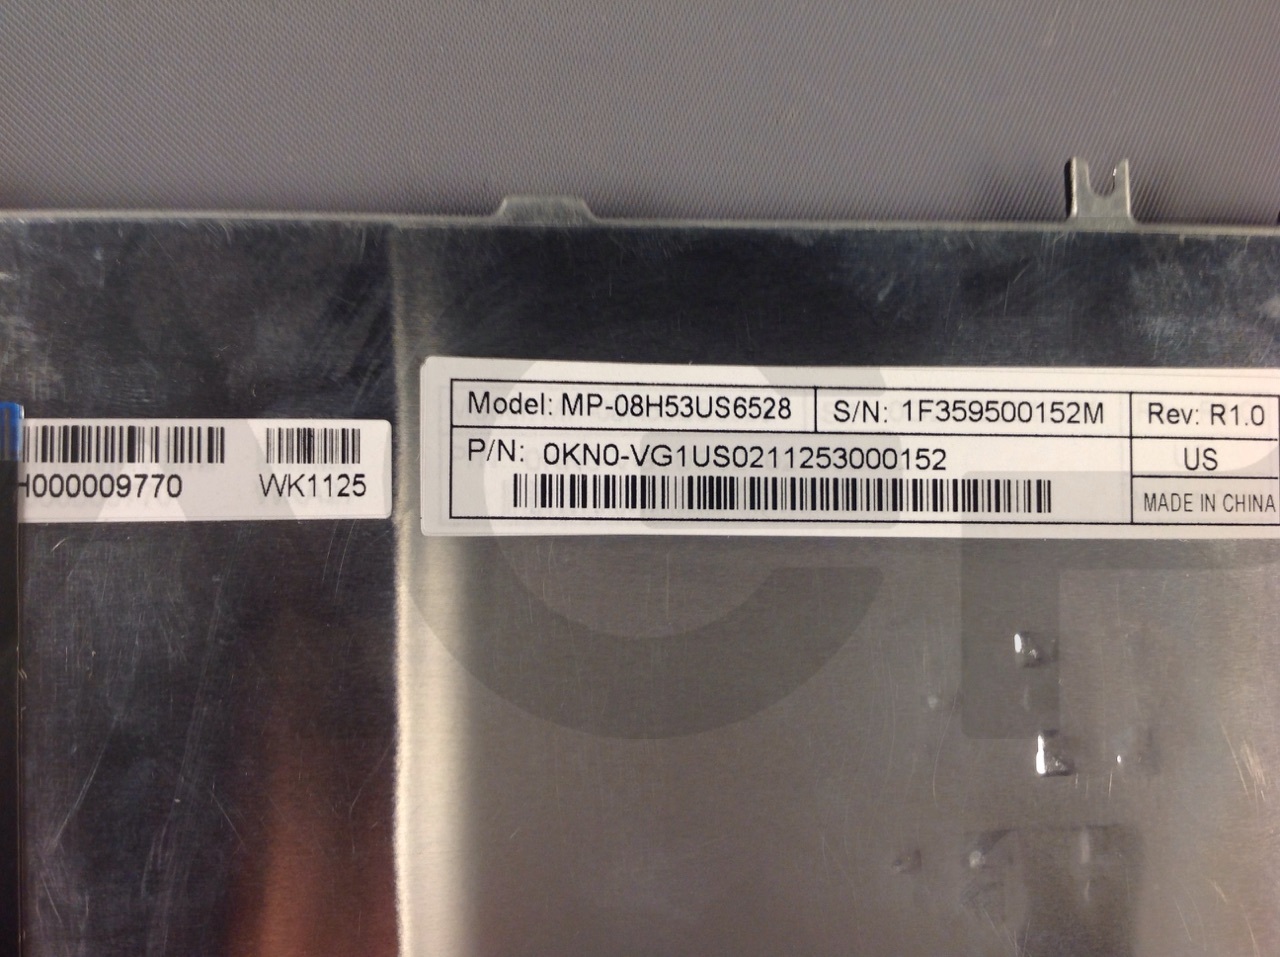 Model: MP-08H53US6528
S/N: 1F359500152M
Rev: R1.0
P/N: 0KN0-VG1US0211253000152
US
MADE IN CHINA
H000009770
WK1125